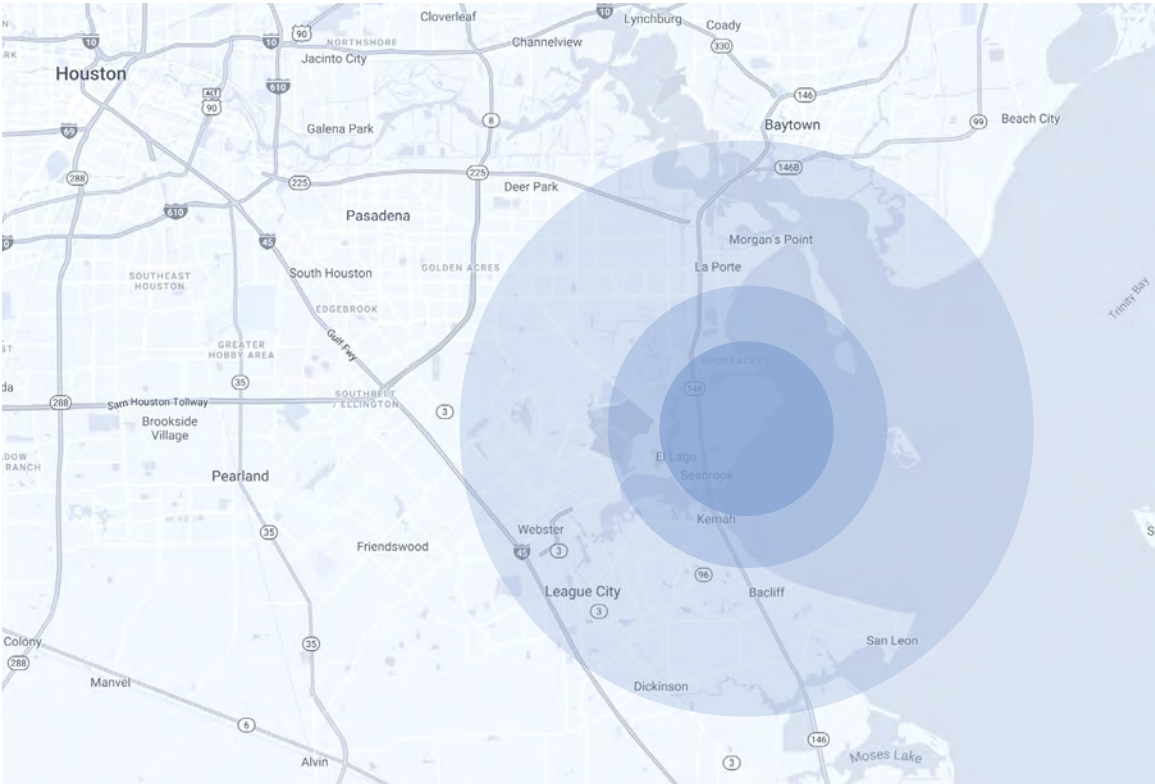 Cloverleaf
10
Lynchburg
Coady
90
NORTHSHORE
Channelview
330
10
10
Jacinto City
Houston
610
146
ALT
90
8
99
Beach City
Galena Park
Baytown
69
225
146B
288
225
Deer Park
610
Pasadena
45
Morgan's Point
GOLDEN ACRES
La Porte
SOUTHEAST
HOUSTON
South Houston
Trinity Bay
EDGEBROOK
Gulf Fwy
GREATER
HOBBY AREA
SHOREACRES
35
146
SOUTHBELT
/ ELLINGTON
288
Sam Houston Tollway
3
Brookside
Village
El Lago
Seabrook
Pearland
Kemah
Webster
35
45
3
Friendswood
96
League City
Bacliff
3
35
San Leon
Colony
288
Manvel
Dickinson
6
146
Moses Lake
Alvin
3